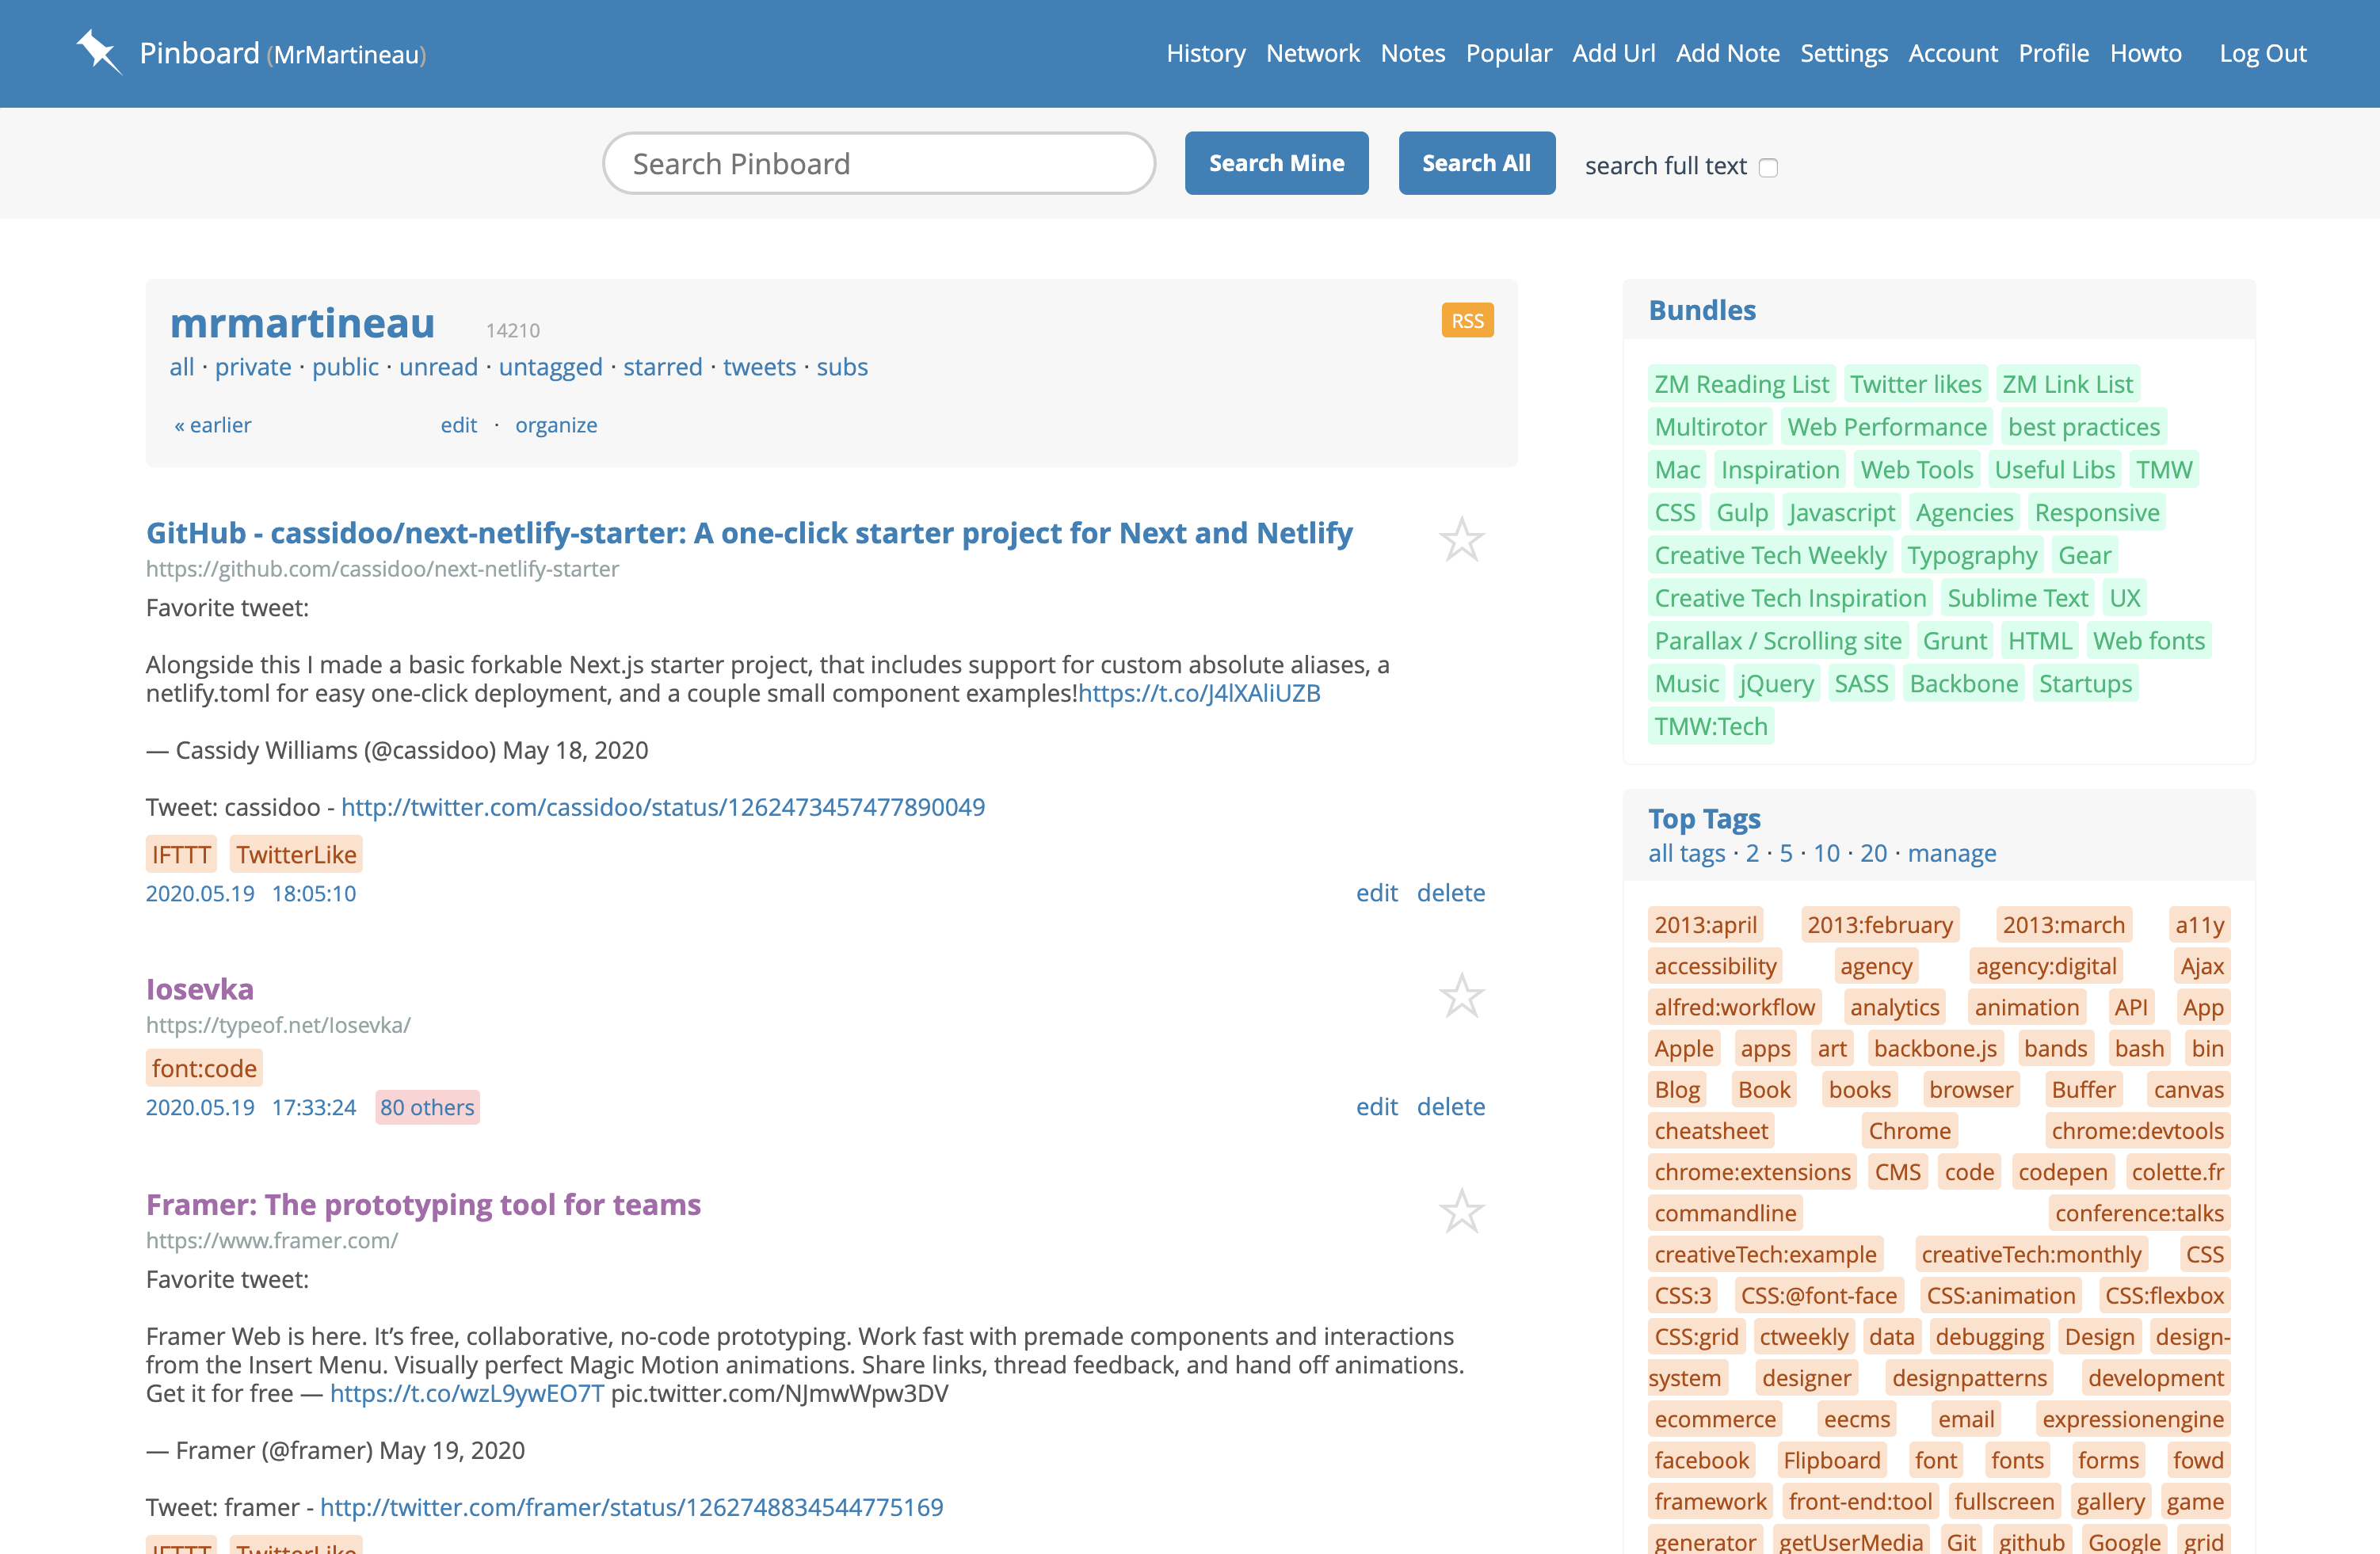 Pinboard (MrMartineau)
History Network Notes Popular Add Url Add Note Settings Account Profile Howto Log Out
Search Pinboard Search Mine Search All search full text
mrmartineau 14210 RSS
all · private · public · unread · untagged · starred · tweets · subs
« earlier edit · organize
GitHub - cassidoo/next-netlify-starter: A one-click starter project for Next and Netlify
https://github.com/cassidoo/next-netlify-starter
Favorite tweet:
Alongside this I made a basic forkable Next.js starter project, that includes support for custom absolute aliases, a
netlify.toml for easy one-click deployment, and a couple small component examples!https://t.co/J4lXAliUZB
— Cassidy Williams (@cassidoo) May 18, 2020
Tweet: cassidoo - http://twitter.com/cassidoo/status/1262473457477890049
IFTTT TwitterLike
2020.05.19 18:05:10 edit delete
Iosevka
https://typeof.net/Iosevka/
font:code
2020.05.19 17:33:24 80 others edit delete
Framer: The prototyping tool for teams
https://www.framer.com/
Favorite tweet:
Framer Web is here. It’s free, collaborative, no-code prototyping. Work fast with premade components and interactions
from the Insert Menu. Visually perfect Magic Motion animations. Share links, thread feedback, and hand off animations.
Get it for free — https://t.co/wzL9ywEO7T pic.twitter.com/NJmwWpw3DV
— Framer (@framer) May 19, 2020
Tweet: framer - http://twitter.com/framer/status/1262748834544775169
IFTTT TwitterLike
Bundles
ZM Reading List Twitter likes ZM Link List
Multirotor Web Performance best practices
Mac Inspiration Web Tools Useful Libs TMW
CSS Gulp Javascript Agencies Responsive
Creative Tech Weekly Typography Gear
Creative Tech Inspiration Sublime Text UX
Parallax / Scrolling site Grunt HTML Web fonts
Music jQuery SASS Backbone Startups
TMW:Tech
Top Tags
all tags · 2 · 5 · 10 · 20 · manage
2013:april 2013:february 2013:march a11y
accessibility agency agency:digital Ajax
alfred:workflow analytics animation API App
Apple apps art backbone.js bands bash bin
Blog Book books browser Buffer canvas
cheatsheet Chrome chrome:devtools
chrome:extensions CMS code codepen colette.fr
commandline conference:talks
creativeTech:example creativeTech:monthly CSS
CSS:3 CSS:@font-face CSS:animation CSS:flexbox
CSS:grid ctweekly data debugging Design design-
system designer designpatterns development
ecommerce eecms email expressionengine
facebook Flipboard font fonts forms fowd
framework front-end:tool fullscreen gallery game
generator getUserMedia Git github Google grid